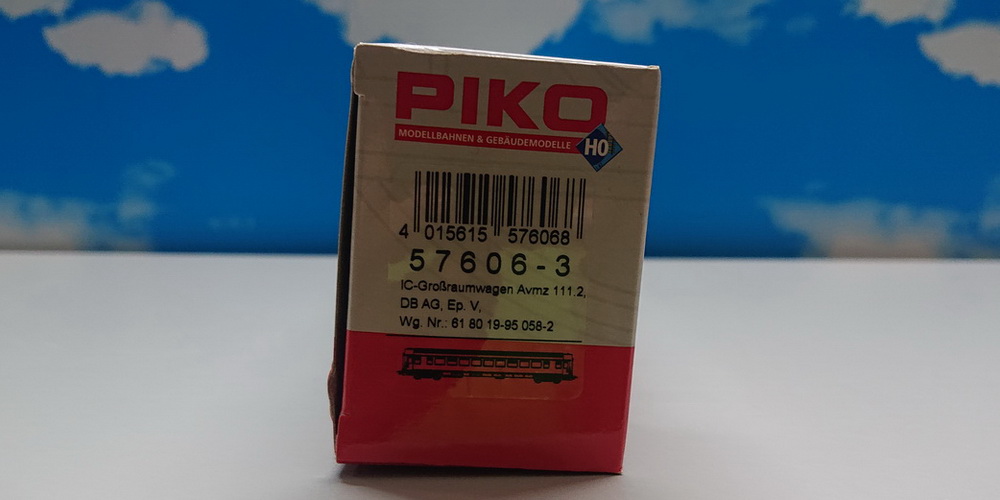 PIKO
MODELLBAHNEN & GEBÄUDEMODELLE
H0
4 015615 576068
57606-3
IC-Großraumwagen Avmz 111.2,
DB AG, Ep. V,
Wg. Nr.: 61 80 19-95 058-2